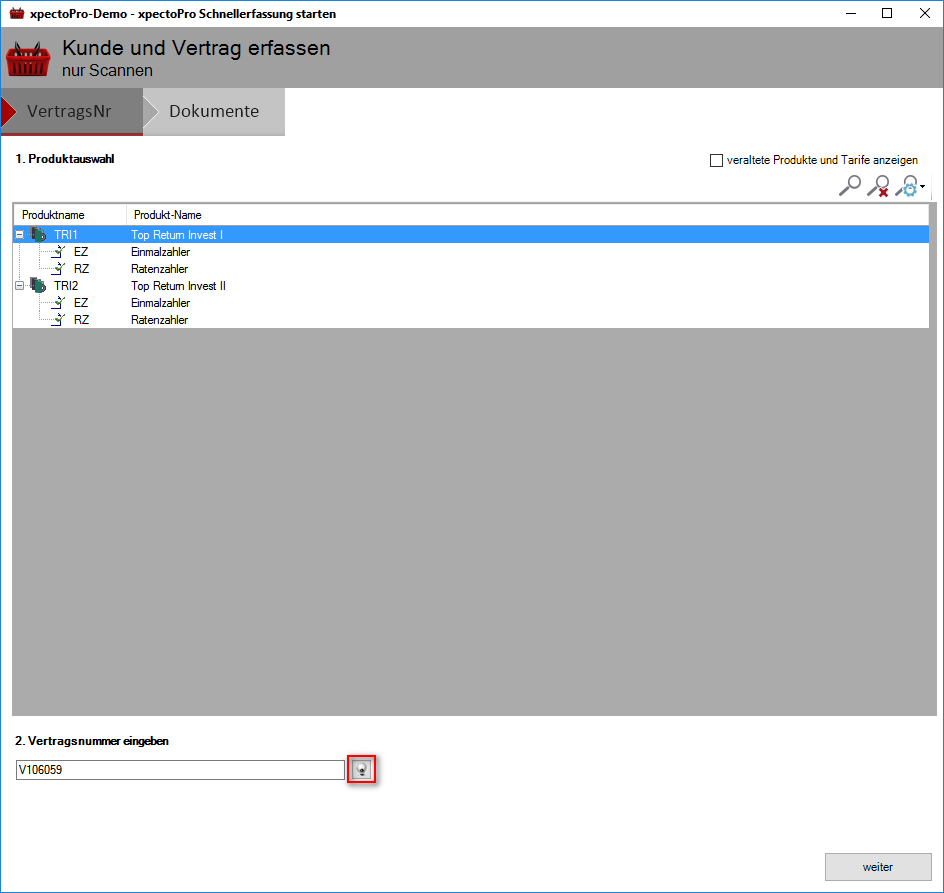 xpectoPro-Demo - xpectoPro Schnellerfassung starten
Kunde und Vertrag erfassen
nur Scannen
VertragsNr Dokumente
1. Produktauswahl
veraltete Produkte und Tarife anzeigen
Produktname Produkt-Name
TRI1 Top Return Invest I
EZ Einmalzahler
RZ Ratenzahler
TRI2 Top Return Invest II
EZ Einmalzahler
RZ Ratenzahler
2. Vertragsnummer eingeben
V106059
weiter